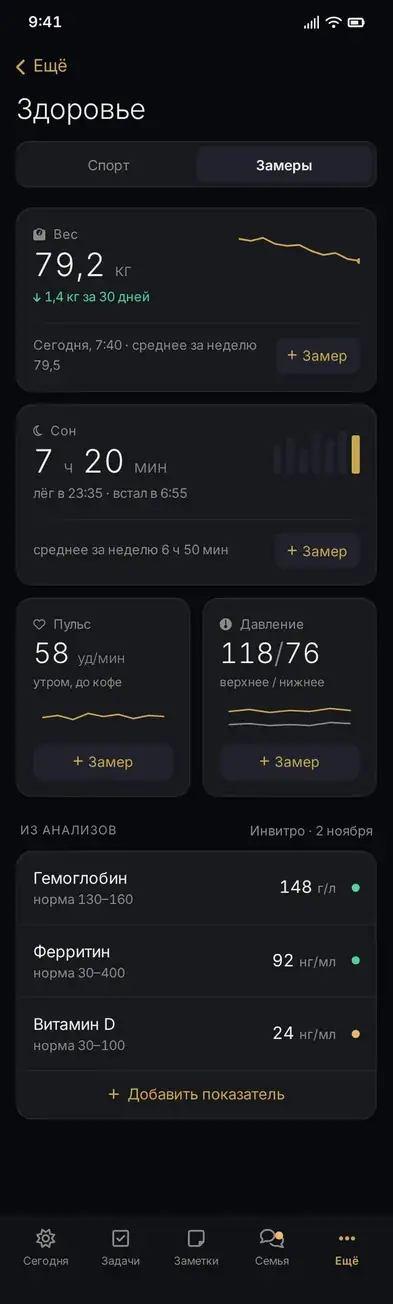 9:41
Ещё
Здоровье
Спорт
Замеры
Вес
79,2 кг
↓ 1,4 кг за 30 дней
Сегодня, 7:40 · среднее за неделю
79,5
+ Замер
Сон
7 ч 20 мин
лёг в 23:35 · встал в 6:55
среднее за неделю 6 ч 50 мин
+ Замер
Пульс
58 уд/мин
утром, до кофе
+ Замер
Давление
118/76
верхнее / нижнее
+ Замер
ИЗ АНАЛИЗОВ
Инвитро · 2 ноября
Гемоглобин
норма 130–160
148 г/л
Ферритин
норма 30–400
92 нг/мл
Витамин D
норма 30–100
24 нг/мл
+ Добавить показатель
Сегодня
Задачи
Заметки
Семья
Ещё